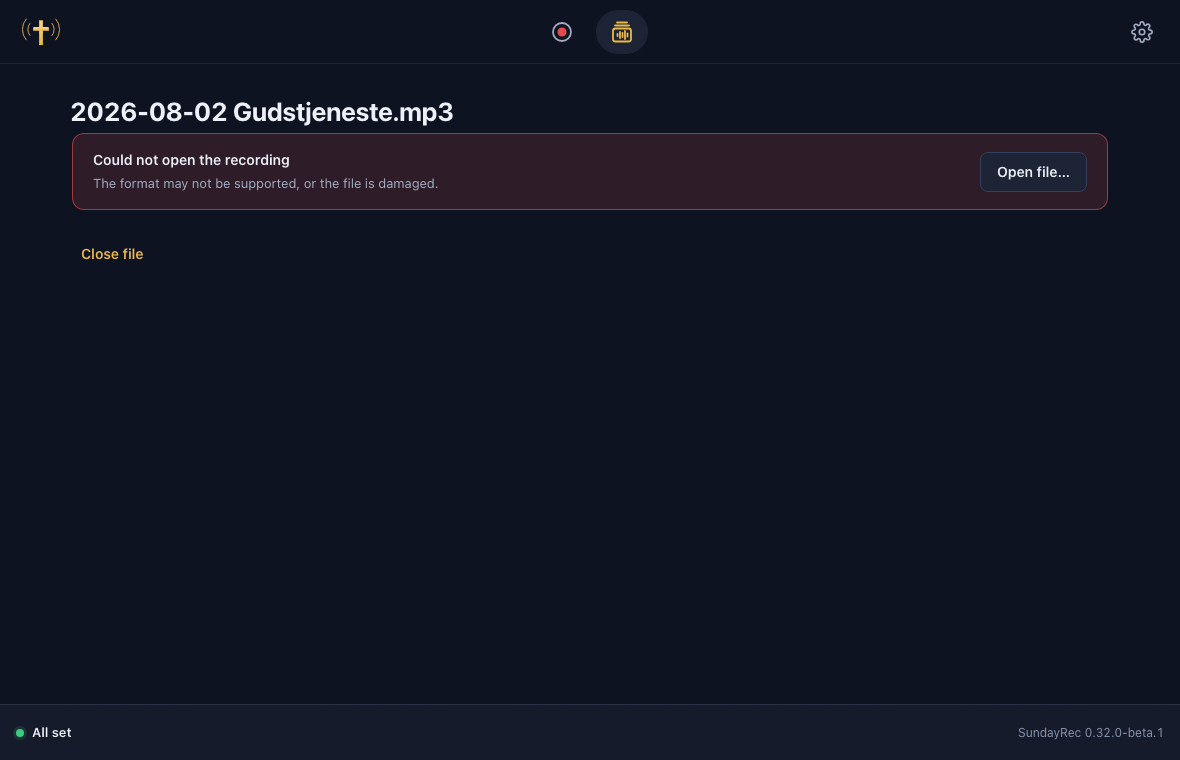 2026-08-02 Gudstjeneste.mp3
Could not open the recording
The format may not be supported, or the file is damaged.
Open file...
Close file
All set
SundayRec 0.32.0-beta.1